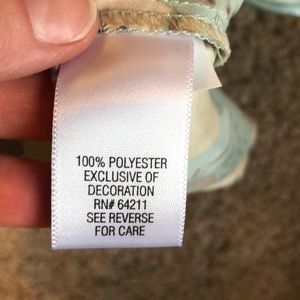 100% POLYESTER
EXCLUSIVE OF
DECORATION
RN# 64211
SEE REVERSE
FOR CARE